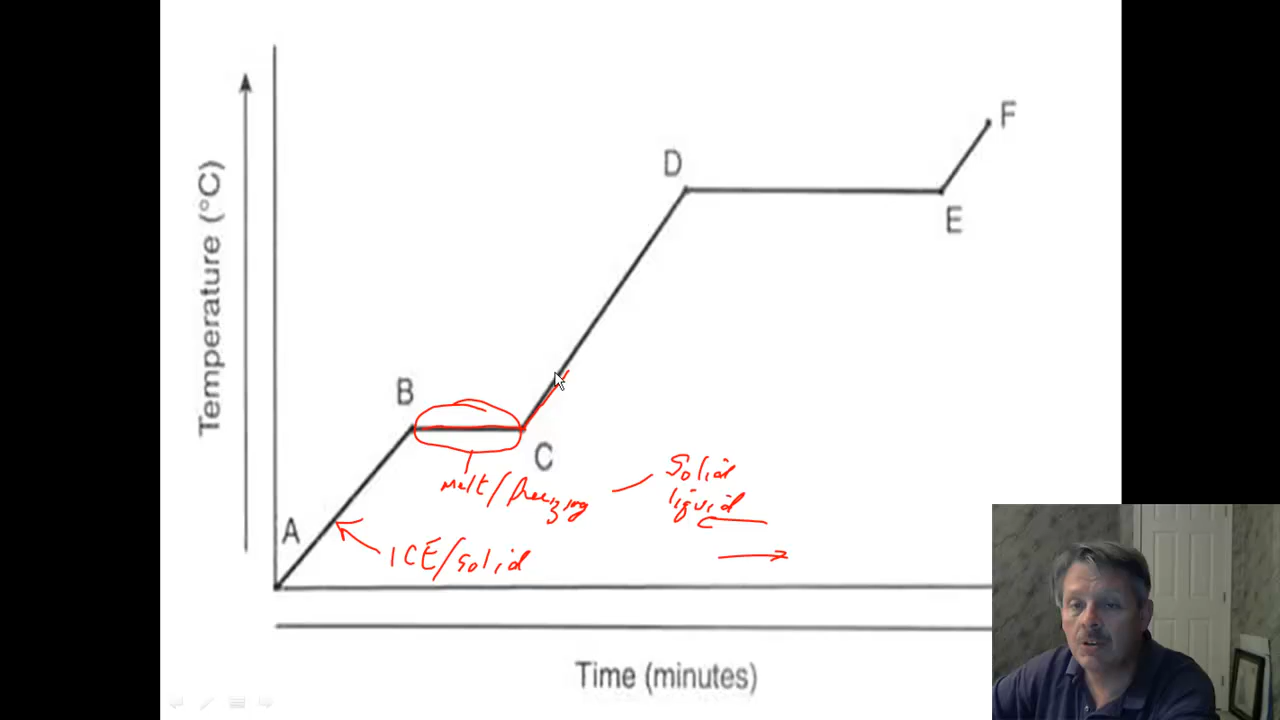 Temperature (°C)
A
B
C
D
E
F
Melt/freezing
Solid
liquid
ICE/solid
Time (minutes)